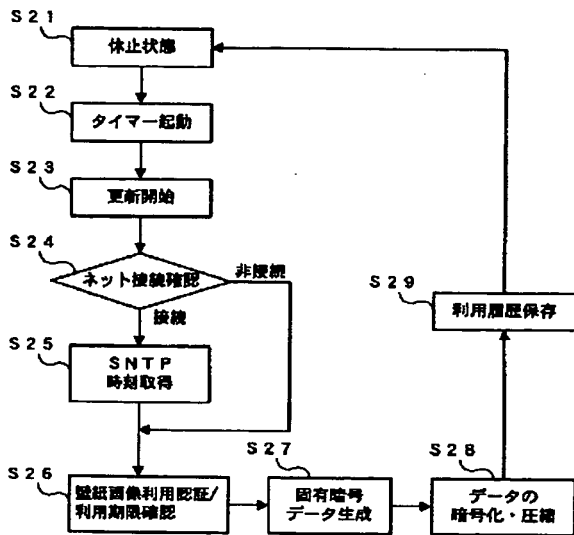 S21
休止状態
S22
タイマー起動
S23
更新開始
S24
ネット接続確認
非接続
接続
S25
SNTP
時刻取得
S26
壁紙画像利用認証/
利用期限確認
S27
固有暗号
データ生成
S28
データの
暗号化・圧縮
S29
利用履歴保存